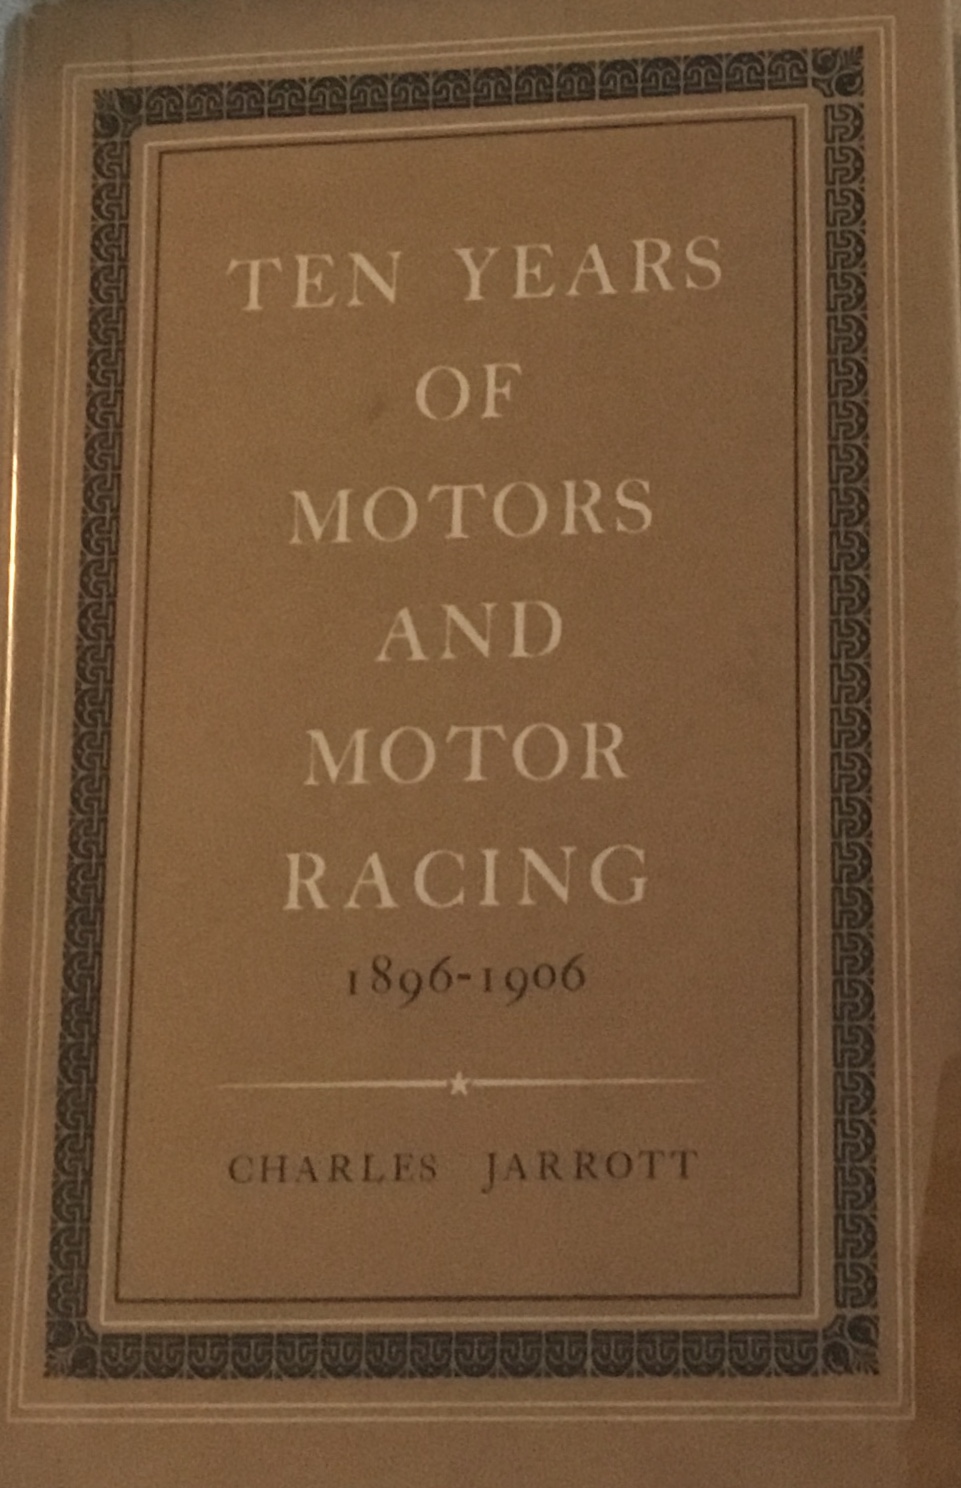 TEN YEARS
OF
MOTORS
AND
MOTOR
RACING
1896-1906
CHARLES JARROTT